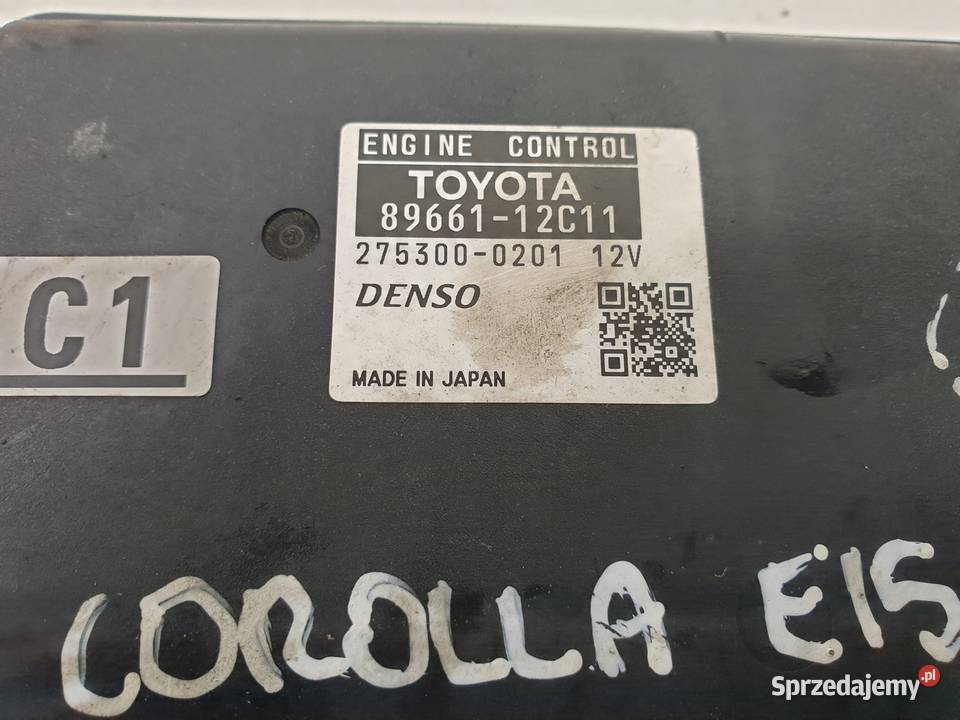 ENGINE CONTROL
TOYOTA
89661-12C11
275300-0201 12V
DENSO
MADE IN JAPAN
C1
COROLLA E15
Sprzedajemy.pl